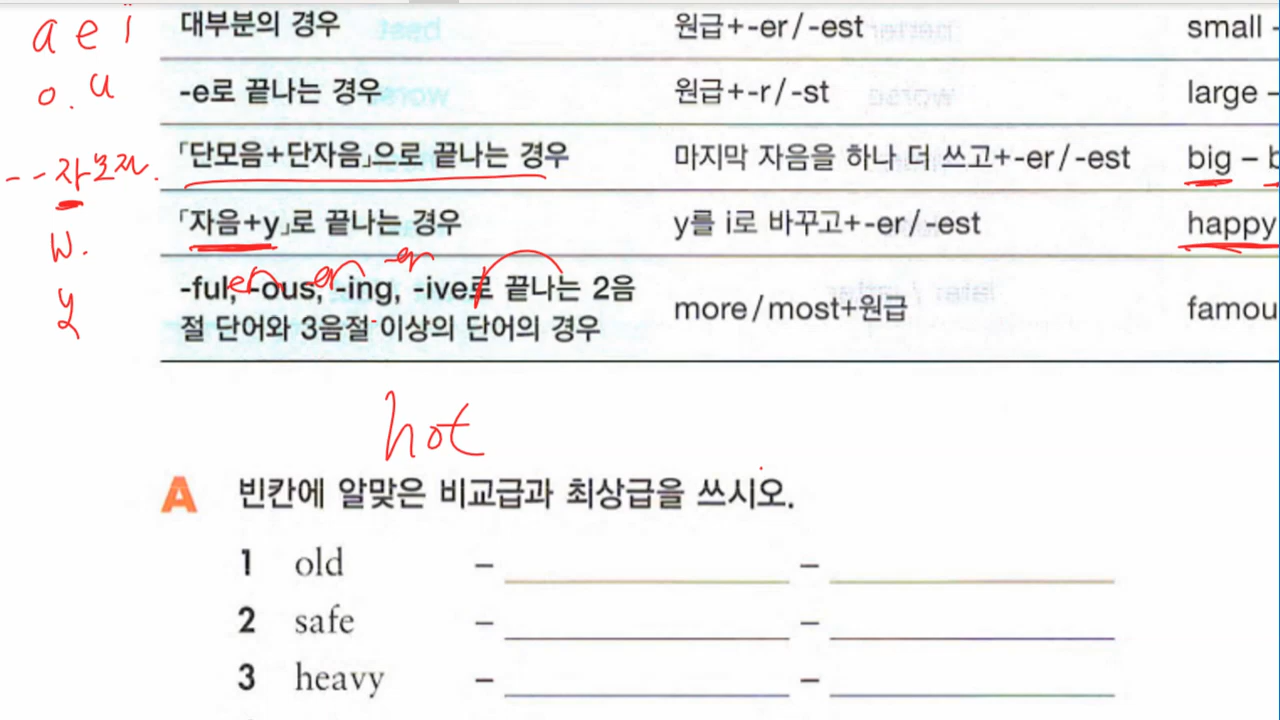 a e i
o. u
자모자.
w.
y
대부분의 경우 원급+-er/-est small -
-e로 끝나는 경우 원급+-r/-st large –
「단모음+단자음」으로 끝나는 경우 마지막 자음을 하나 더 쓰고+-er/-est big – b
「자음+y」로 끝나는 경우 y를 i로 바꾸고+-er/-est happy
er er er
-ful, -ous, -ing, -ive로 끝나는 2음
절 단어와 3음절 이상의 단어의 경우 more/most+원급 famou
hot
A 빈칸에 알맞은 비교급과 최상급을 쓰시오.
1 old – –
2 safe – –
3 heavy – –